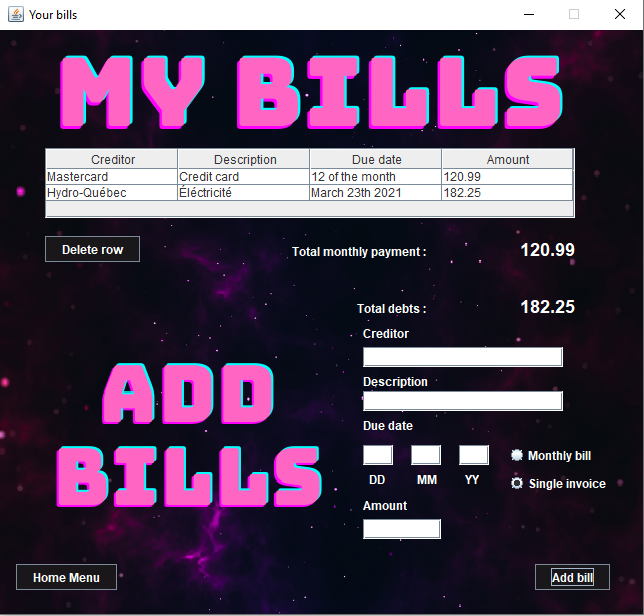 Your bills
MY BILLS
Creditor Description Due date Amount
Mastercard Credit card 12 of the month 120.99
Hydro-Québec Éléctricité March 23th 2021 182.25
Delete row
Total monthly payment : 120.99
Total debts : 182.25
ADD
BILLS
Creditor
Description
Due date
Monthly bill
DD MM YY
Single invoice
Amount
Home Menu
Add bill